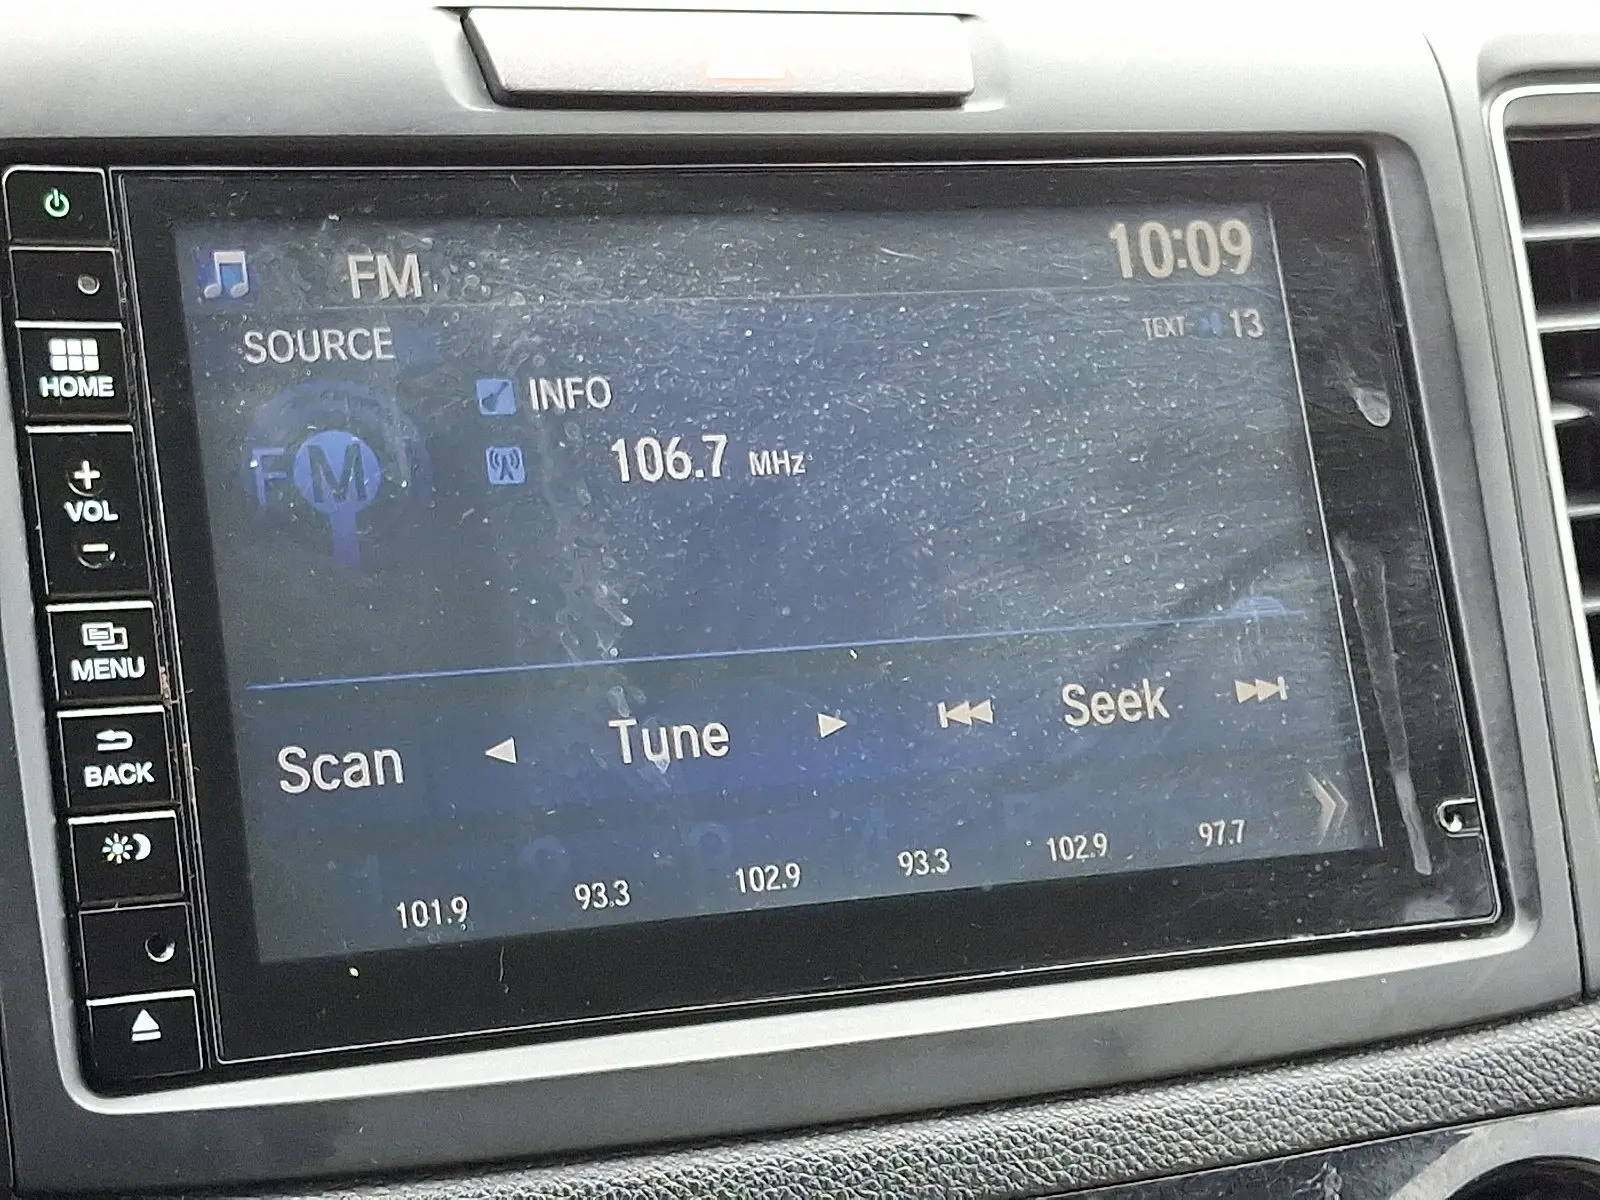 FM
10:09
SOURCE
TEXT 13
HOME
INFO
FM
106.7 MHz
+
VOL
−
MENU
Scan Tune Seek
BACK
101.9 93.3 102.9 93.3 102.9 97.7